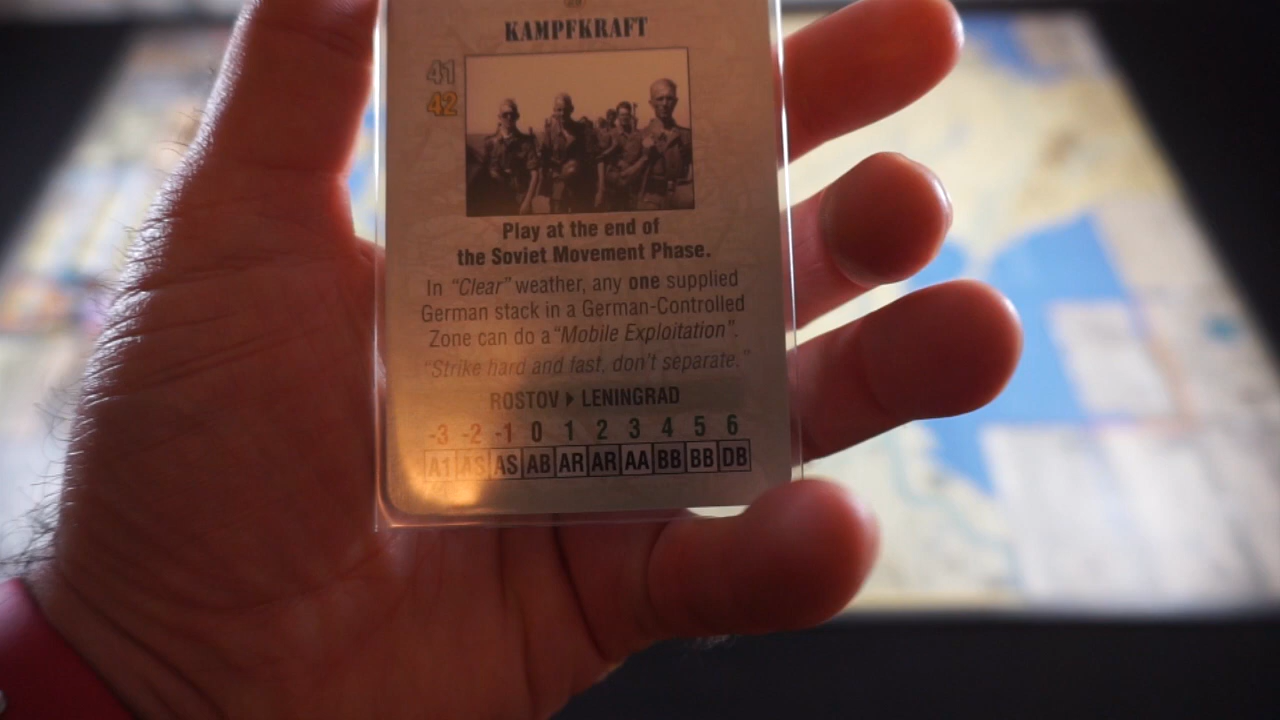 KAMPFKRAFT
41
42
Play at the end of
the Soviet Movement Phase.
In “Clear” weather, any one supplied
German stack in a German-Controlled
Zone can do a “Mobile Exploitation”.
“Strike hard and fast, don’t separate.”
ROSTOV ▶ LENINGRAD
-3 -2 -1 0 1 2 3 4 5 6
A1 AS AS AB AR AR AA BB BB DB